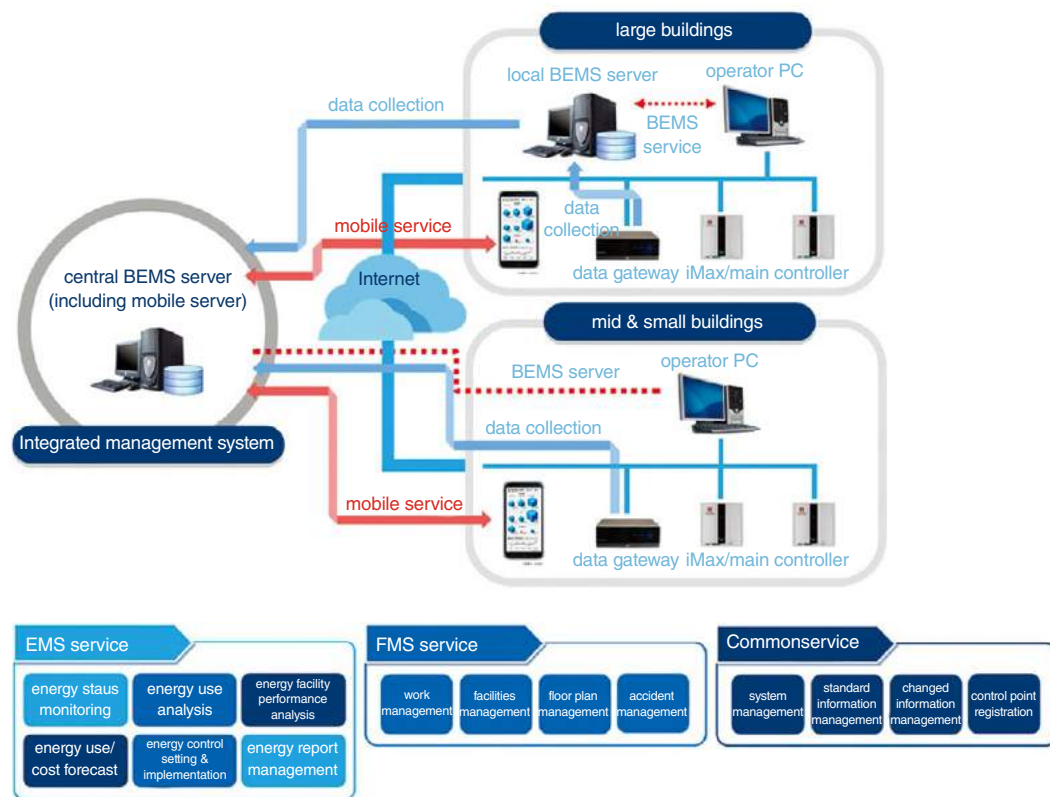 large buildings
local BEMS server
operator PC
data collection
BEMS
service
data
collection
mobile service
data gateway
iMax/main controller
Internet
central BEMS server
(including mobile server)
Integrated management system
mid & small buildings
operator PC
BEMS server
data collection
mobile service
data gateway
iMax/main controller
EMS service
energy staus
monitoring
energy use
analysis
energy facility
performance
analysis
energy use/
cost forecast
energy control
setting &
implementation
energy report
management
FMS service
work
management
facilities
management
floor plan
management
accident
management
Commonservice
system
management
standard
information
management
changed
information
management
control point
registration